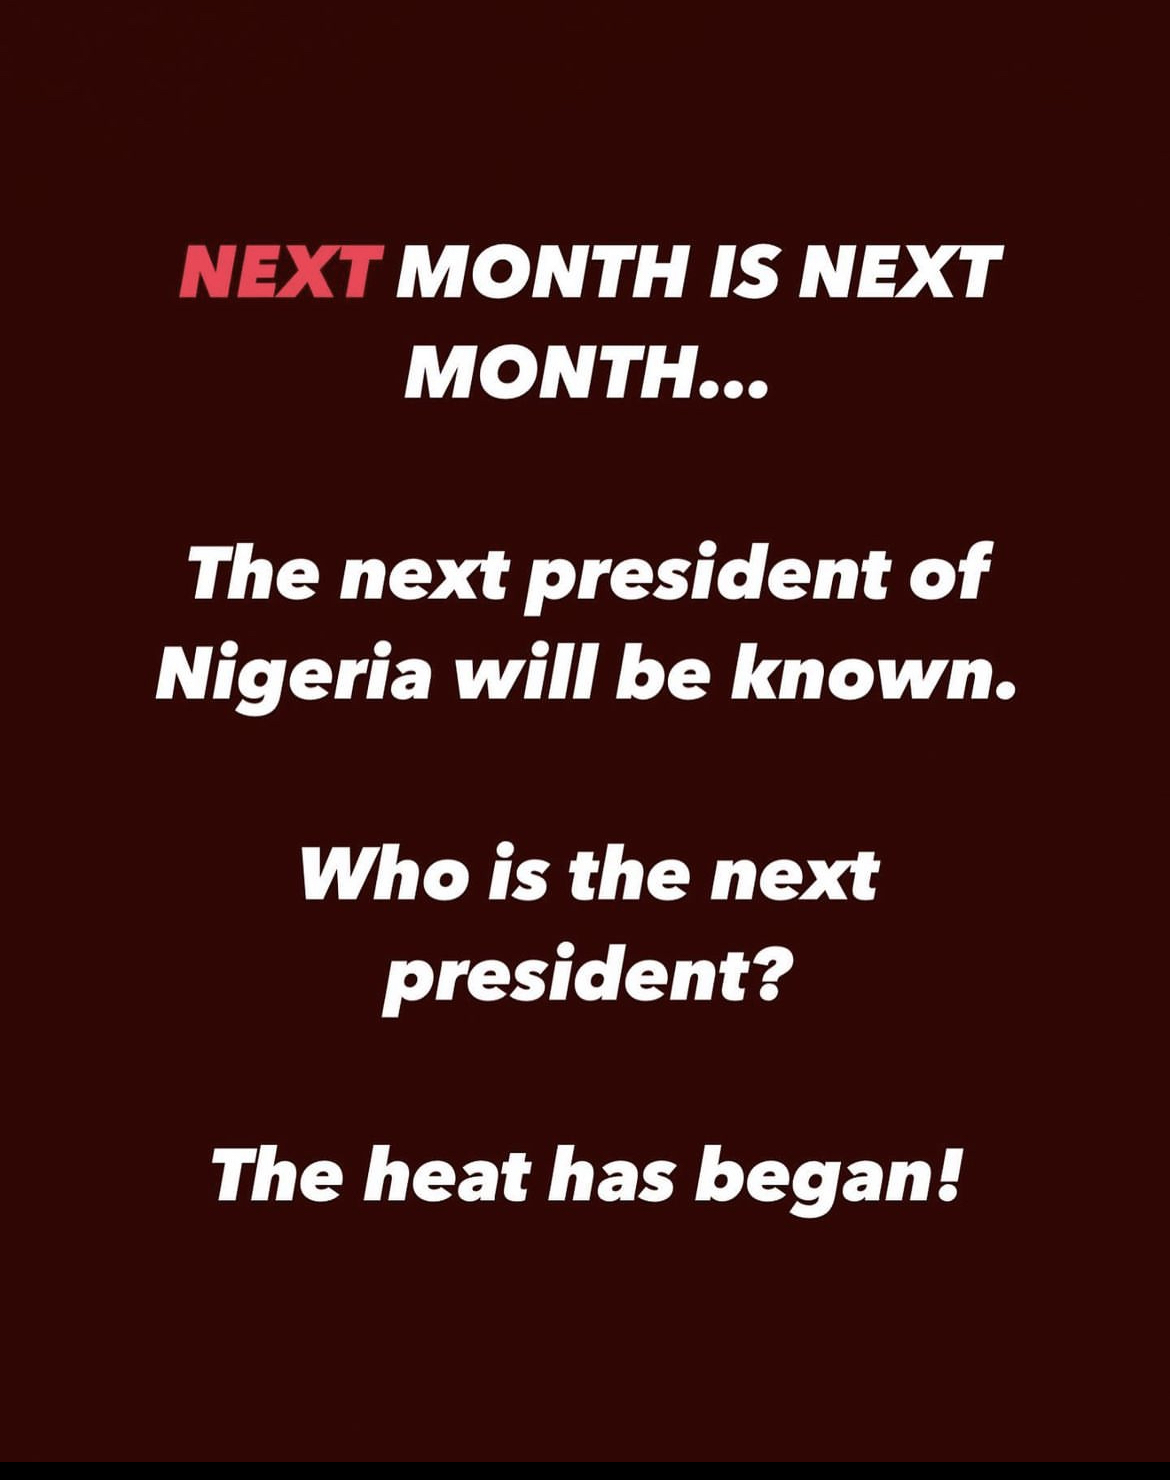 NEXT MONTH IS NEXT
MONTH...
The next president of
Nigeria will be known.
Who is the next
president?
The heat has began!